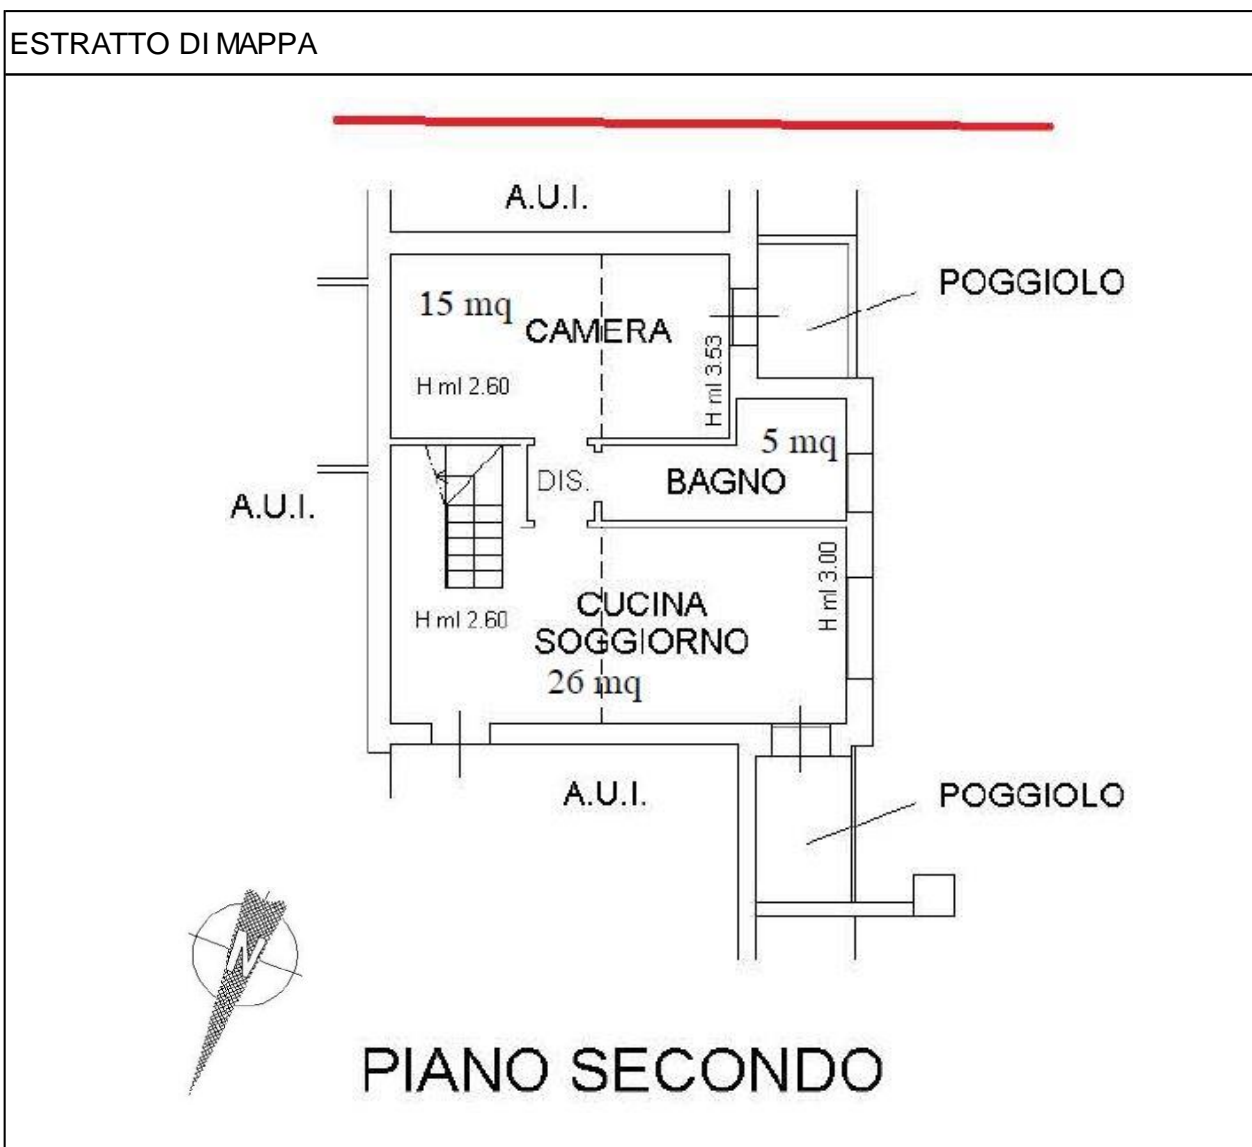 ESTRATTO DI MAPPA
A.U.I.
POGGIOLO
15 mq
CAMERA
H ml 3.53
H ml 2.60
5 mq
DIS.
BAGNO
A.U.I.
H ml 3.00
CUCINA
H ml 2.60
SOGGIORNO
26 mq
A.U.I.
POGGIOLO
N
PIANO SECONDO